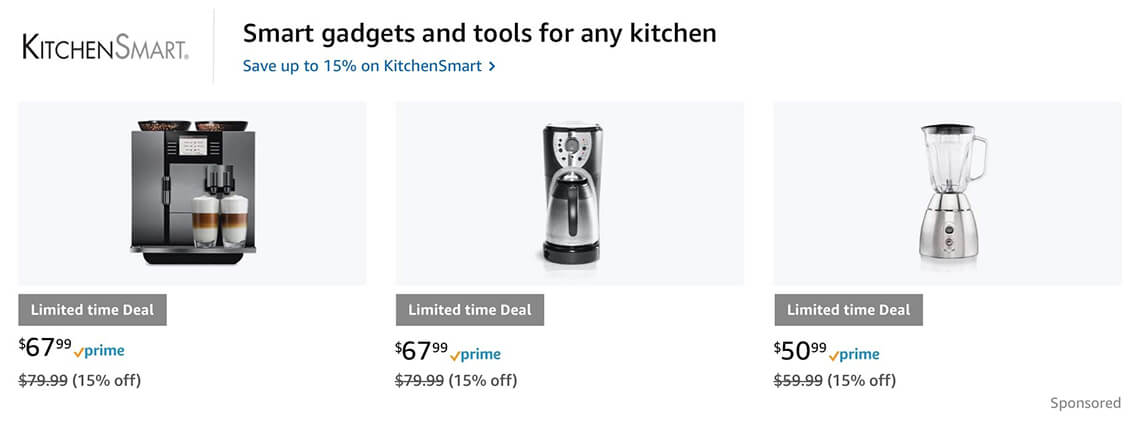 KITCHENSMART®
Smart gadgets and tools for any kitchen
Save up to 15% on KitchenSmart >
Limited time Deal
$67.99 prime
$79.99 (15% off)
Limited time Deal
$67.99 prime
$79.99 (15% off)
Limited time Deal
$50.99 prime
$59.99 (15% off)
Sponsored